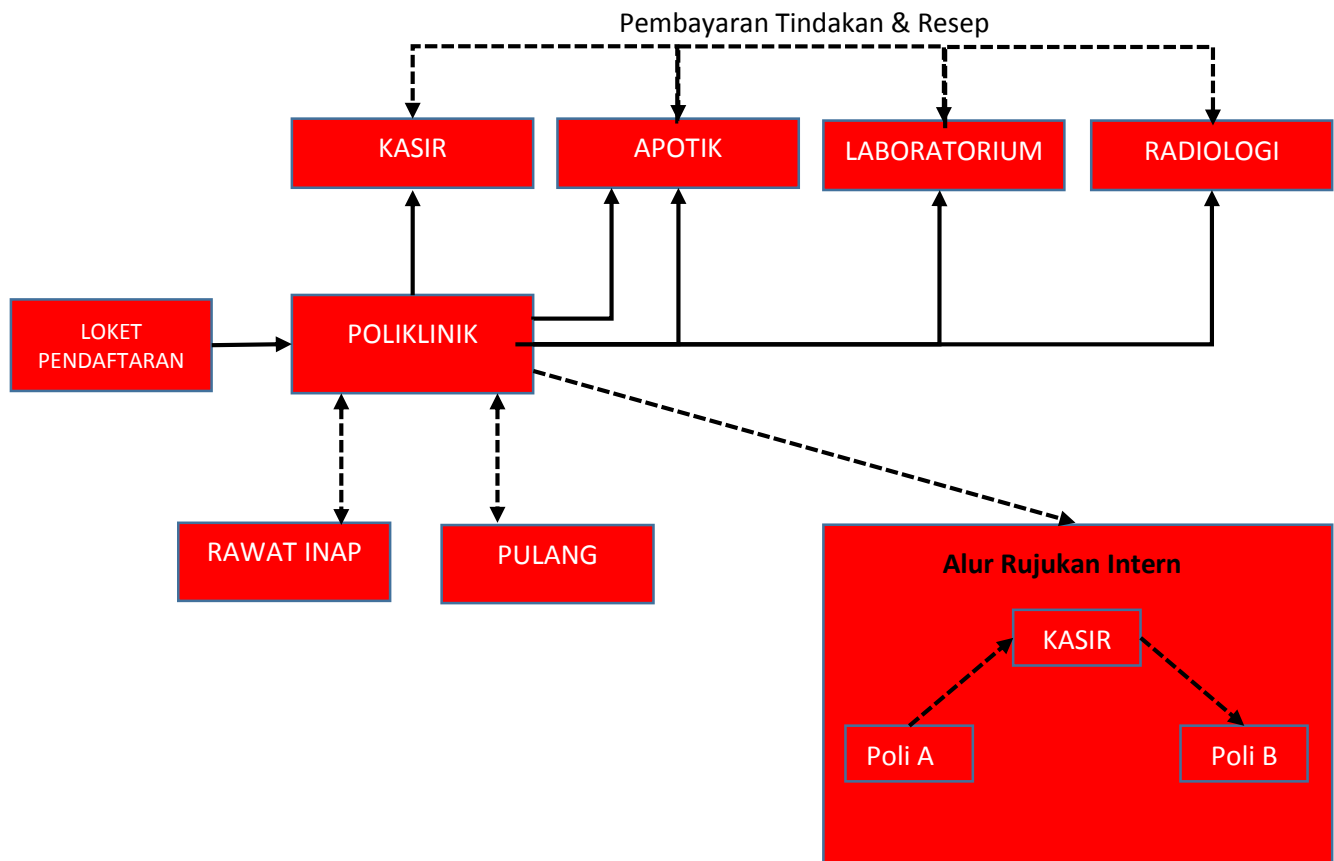 Pembayaran Tindakan & Resep
KASIR
APOTIK
LABORATORIUM
RADIOLOGI
LOKET
PENDAFTARAN
POLIKLINIK
RAWAT INAP
PULANG
Alur Rujukan Intern
KASIR
Poli A
Poli B